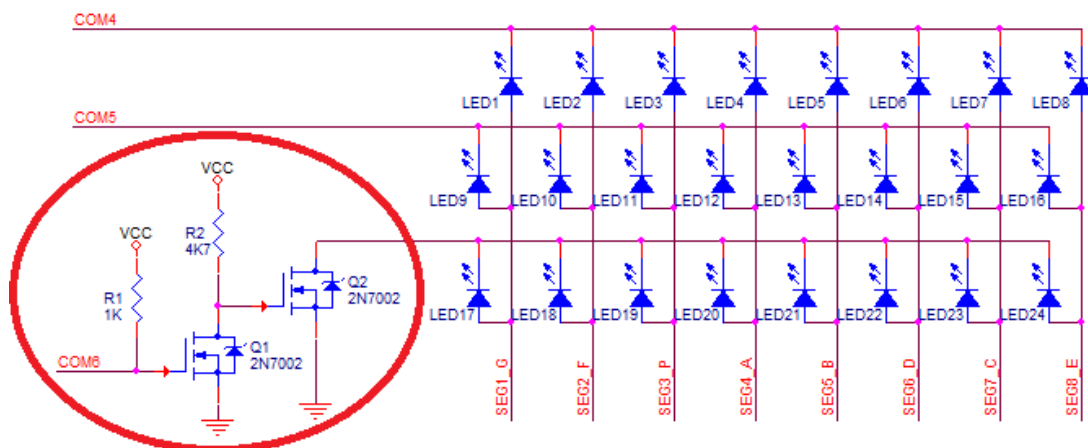 COM4
LED1 LED2 LED3 LED4 LED5 LED6 LED7 LED8
COM5
VCC
LED9 LED10 LED11 LED12 LED13 LED14 LED15 LED16
R2
4K7
VCC
R1
1K
Q2
2N7002
LED17 LED18 LED19 LED20 LED21 LED22 LED23 LED24
Q1
2N7002
COM6
SEG1_G SEG2_F SEG3_P SEG4_A SEG5_B SEG6_D SEG7_C SEG8_E